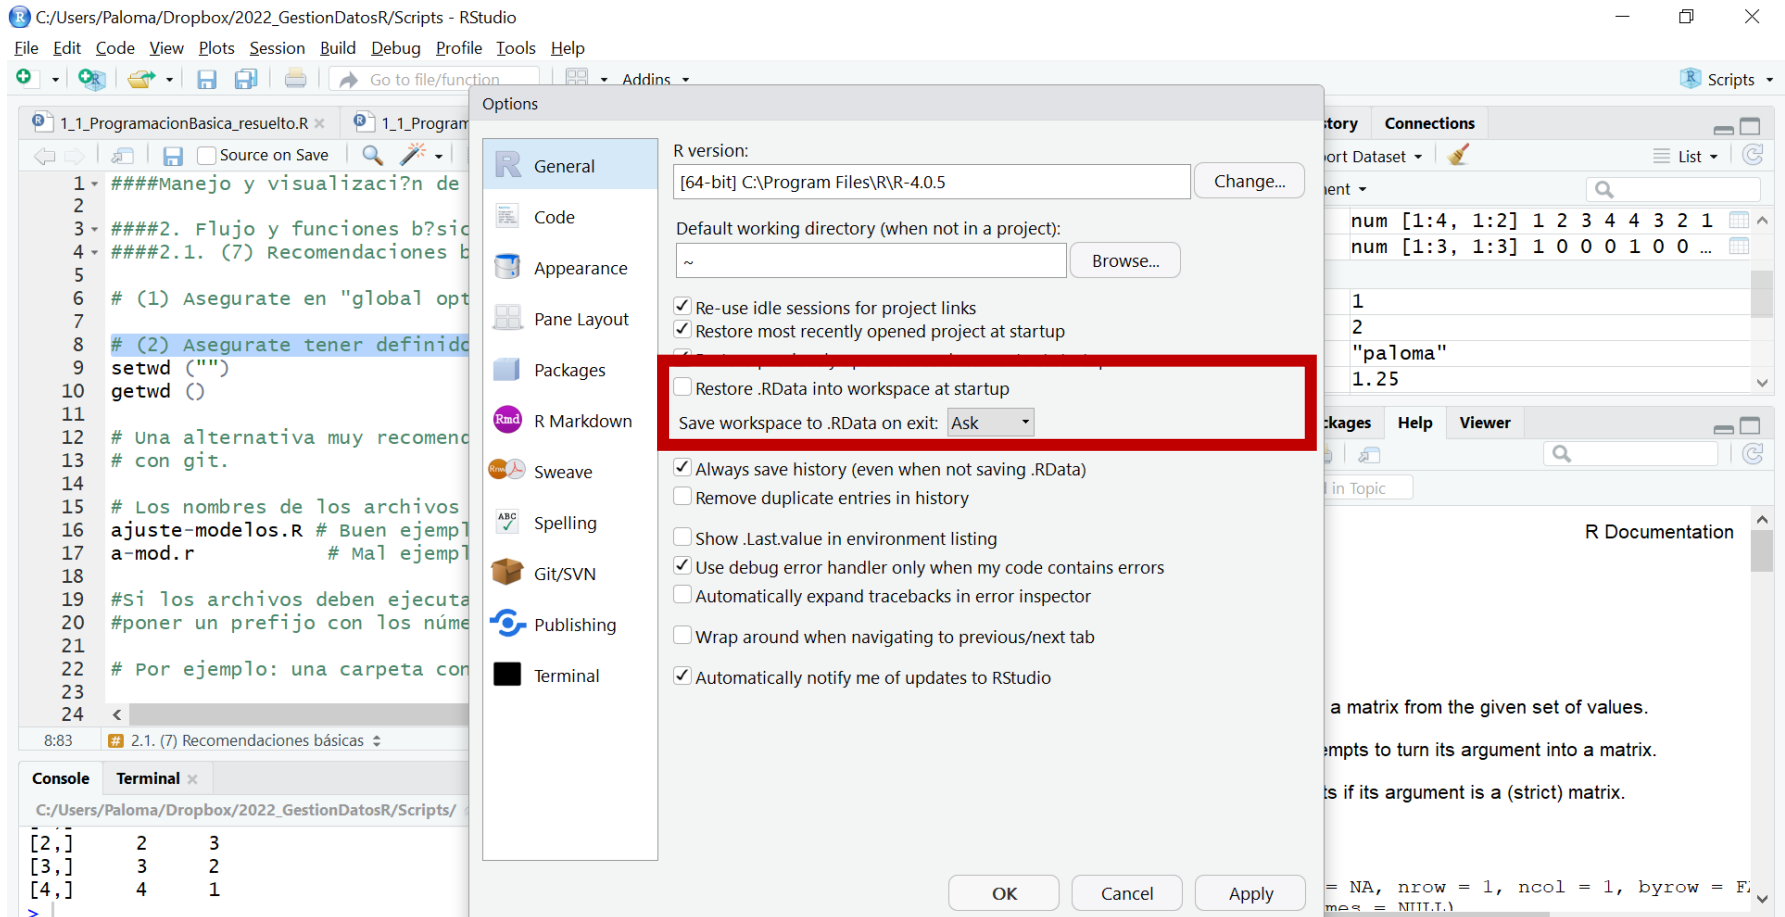 C:/Users/Paloma/Dropbox/2022_GestionDatosR/Scripts - RStudio
File Edit Code View Plots Session Build Debug Profile Tools Help
Go to file/function Addins Scripts
1_1_ProgramacionBasica_resuelto.R 1_1_Program
Source on Save
1 ####Manejo y visualizaci?n de
2
3 ####2. Flujo y funciones b?sic
4 ####2.1. (7) Recomendaciones b
5
6 # (1) Asegurate en "global opt
7
8 # (2) Asegurate tener definido
9 setwd ("")
10 getwd ()
11
12 # Una alternativa muy recomend
13 # con git.
14
15 # Los nombres de los archivos
16 ajuste-modelos.R # Buen ejempl
17 a-mod.r # Mal ejempl
18
19 #Si los archivos deben ejecuta
20 #poner un prefijo con los núme
21
22 # Por ejemplo: una carpeta con
23
24
8:83 # 2.1. (7) Recomendaciones básicas
Console Terminal
C:/Users/Paloma/Dropbox/2022_GestionDatosR/Scripts/
[2,] 2 3
[3,] 3 2
[4,] 4 1
>
Options
General
Code
Appearance
Pane Layout
Packages
Rmd R Markdown
Rnw Sweave
ABC Spelling
Git/SVN
Publishing
Terminal
R version:
[64-bit] C:\Program Files\R\R-4.0.5 Change...
Default working directory (when not in a project):
~ Browse...
Re-use idle sessions for project links
Restore most recently opened project at startup
Restore .RData into workspace at startup
Save workspace to .RData on exit: Ask
Always save history (even when not saving .RData)
Remove duplicate entries in history
Show .Last.value in environment listing
Use debug error handler only when my code contains errors
Automatically expand tracebacks in error inspector
Wrap around when navigating to previous/next tab
Automatically notify me of updates to RStudio
OK Cancel Apply
tory Connections
ort Dataset List
ent
num [1:4, 1:2] 1 2 3 4 4 3 2 1
num [1:3, 1:3] 1 0 0 0 1 0 0 ...
1
2
"paloma"
1.25
ckages Help Viewer
in Topic
R Documentation
a matrix from the given set of values.
empts to turn its argument into a matrix.
ts if its argument is a (strict) matrix.
= NA, nrow = 1, ncol = 1, byrow = F
mes = NULL)